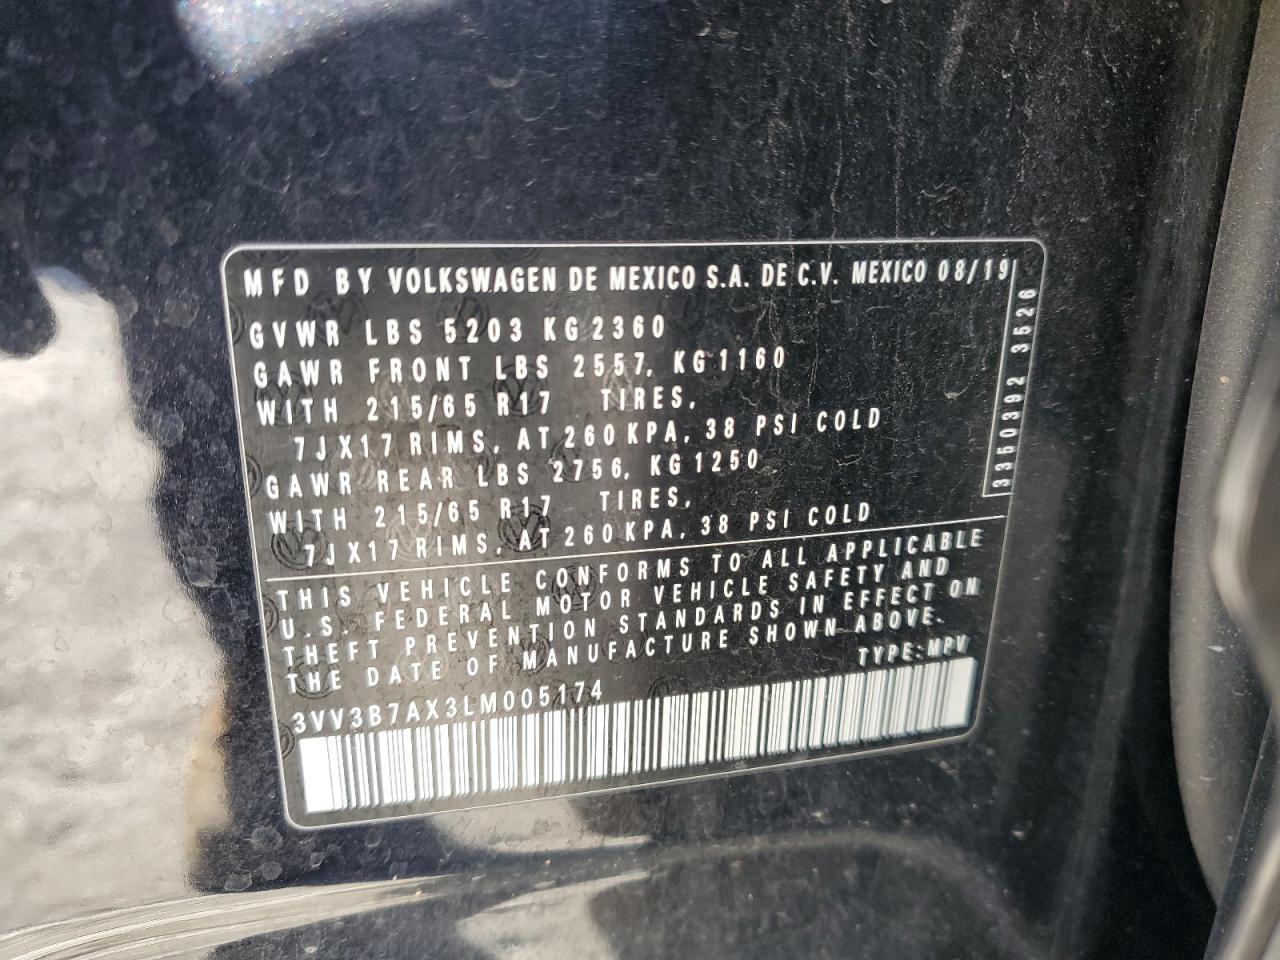 MFD BY VOLKSWAGEN DE MEXICO S.A. DE C.V. MEXICO 08/19
GVWR LBS 5203 KG 2360
GAWR FRONT LBS 2557, KG 1160
WITH 215/65 R17 TIRES,
7JX17 RIMS, AT 260 KPA, 38 PSI COLD
GAWR REAR LBS 2756, KG 1250
WITH 215/65 R17 TIRES,
7JX17 RIMS, AT 260 KPA, 38 PSI COLD
3350392 3526
THIS VEHICLE CONFORMS TO ALL APPLICABLE
U.S. FEDERAL MOTOR VEHICLE SAFETY AND
THEFT PREVENTION STANDARDS IN EFFECT ON
THE DATE OF MANUFACTURE SHOWN ABOVE.
TYPE:MPV
3VV3B7AX3LM005174